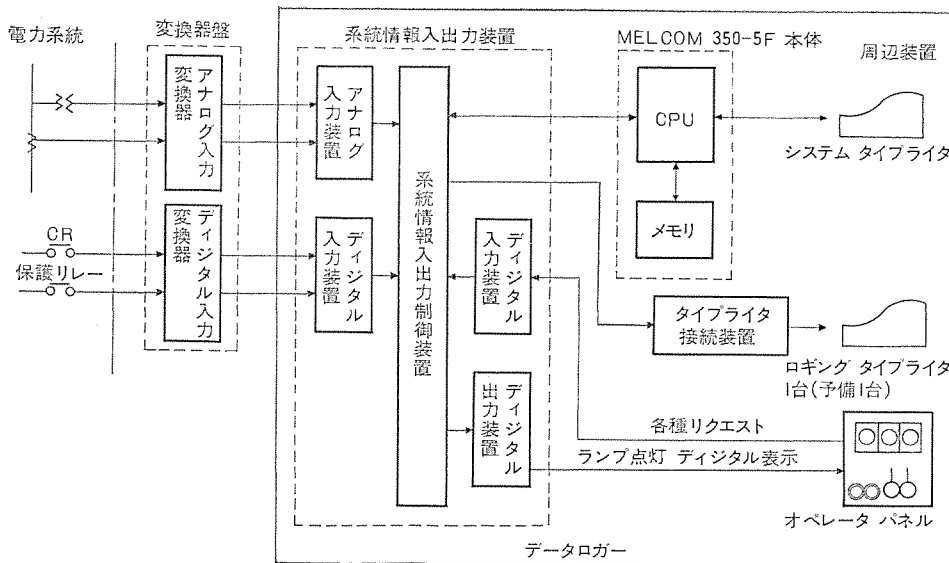 電力系統
変換器盤
系統情報入出力装置
MELCOM 350-5F 本体
周辺装置
アナログ入力
変換器
アナログ
入力装置
系統情報入出力制御装置
CPU
メモリ
システム タイプライタ
CR
保護リレー
ディジタル入力
変換器
ディジタル
入力装置
ディジタル
入力装置
タイプライタ
接続装置
ロギング タイプライタ
1台(予備1台)
ディジタル
出力装置
各種リクエスト
ランプ点灯 ディジタル表示
オペレータ パネル
データロガー